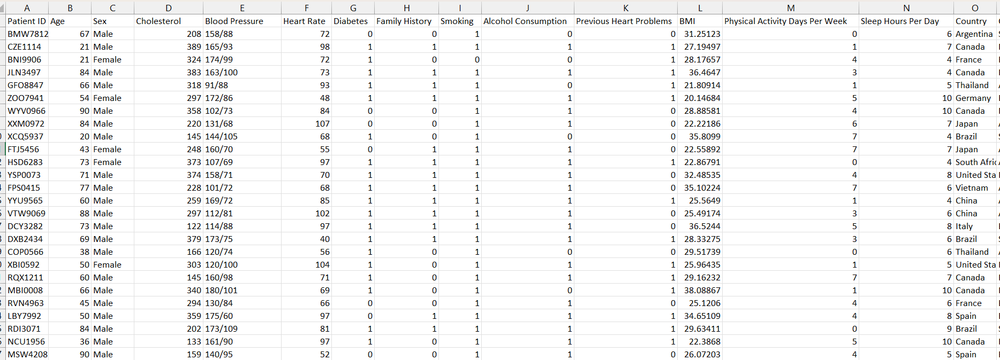 A B C D E F G H I J K L M N O
Patient ID Age Sex Cholesterol Blood Pressure Heart Rate Diabetes Family History Smoking Alcohol Consumption Previous Heart Problems BMI Physical Activity Days Per Week Sleep Hours Per Day Country
BMW7812 67 Male 208 158/88 72 0 0 1 0 0 31.25123 0 6 Argentina
CZE1114 21 Male 389 165/93 98 1 1 1 1 1 27.19497 1 7 Canada
BNI9906 21 Female 324 174/99 72 1 0 0 0 1 28.17657 4 4 France
JLN3497 84 Male 383 163/100 73 1 1 1 1 1 36.4647 3 4 Canada
GFO8847 66 Male 318 91/88 93 1 1 1 0 1 21.80914 1 5 Thailand
ZOO7941 54 Female 297 172/86 48 1 1 1 1 1 20.14684 5 10 Germany
WYV0966 90 Male 358 102/73 84 0 0 1 1 0 28.88581 4 10 Canada
XXM0972 84 Male 220 131/68 107 0 0 1 1 0 22.22186 6 7 Japan
XCQ5937 20 Male 145 144/105 68 1 0 1 0 0 35.8099 7 4 Brazil
FTJ5456 43 Female 248 160/70 55 0 1 1 1 0 22.55892 7 7 Japan
HSD6283 73 Female 373 107/69 97 1 1 1 1 1 22.86791 0 4 South Afric
YSP0073 71 Male 374 158/71 70 1 1 1 1 0 32.48535 4 8 United Sta
FPS0415 77 Male 228 101/72 68 1 1 1 1 0 35.10224 7 6 Vietnam
YYU9565 60 Male 259 169/72 85 1 1 1 1 1 25.5649 1 4 China
VTW9069 88 Male 297 112/81 102 1 1 1 1 0 25.49174 3 6 China
DCY3282 73 Male 122 114/88 97 1 1 1 1 0 36.5244 5 8 Italy
DXB2434 69 Male 379 173/75 40 1 1 1 1 1 28.33275 3 6 Brazil
COP0566 38 Male 166 120/74 56 1 0 1 0 0 29.51739 0 6 Thailand
XBI0592 50 Female 303 120/100 104 1 0 1 1 1 25.96435 1 5 United Sta
RQX1211 60 Male 145 160/98 71 1 0 1 1 1 29.16232 7 7 Canada
MBI0008 66 Male 340 180/101 69 1 0 1 0 1 38.08867 1 10 Canada
RVN4963 45 Male 294 130/84 66 0 0 1 1 0 25.1206 4 6 France
LBY7992 50 Male 359 175/60 97 0 1 1 1 1 34.65109 4 8 Spain
RDI3071 84 Male 202 173/109 81 1 1 1 1 1 29.63411 0 9 Brazil
NCU1956 36 Male 133 161/90 97 1 0 1 1 1 22.3868 5 10 Canada
MSW4208 90 Male 159 140/95 52 0 0 1 1 0 26.07203 4 5 Spain